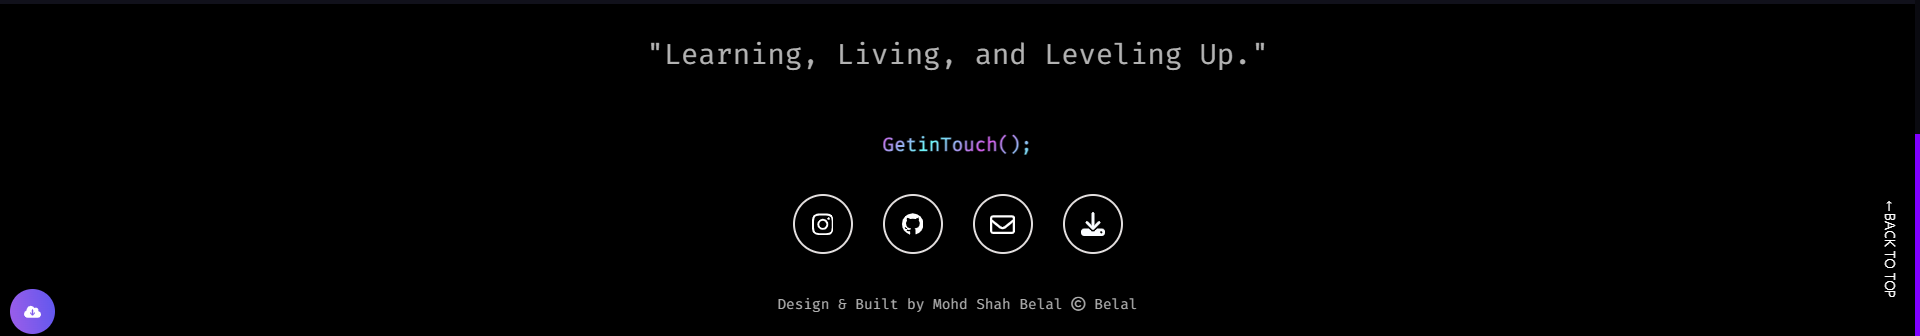 "Learning, Living, and Leveling Up."
GetinTouch();
Design & Built by Mohd Shah Belal © Belal
←BACK TO TOP